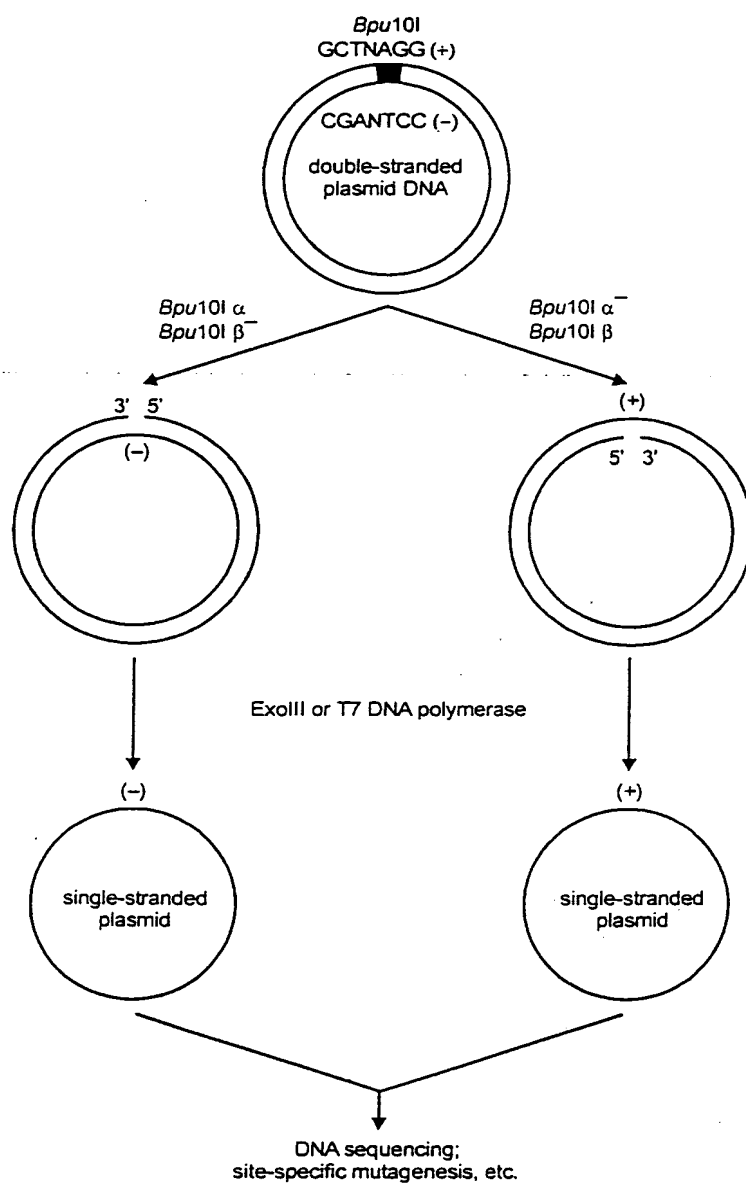 Bpu10I
GCTNAGG (+)
CGANTCC (–)
double-stranded
plasmid DNA
Bpu10I α
Bpu10I β⁻
Bpu10I α⁻
Bpu10I β
3' 5'
(–)
(+)
5' 3'
ExoIII or T7 DNA polymerase
(–)
(+)
single-stranded
plasmid
single-stranded
plasmid
DNA sequencing;
site-specific mutagenesis, etc.